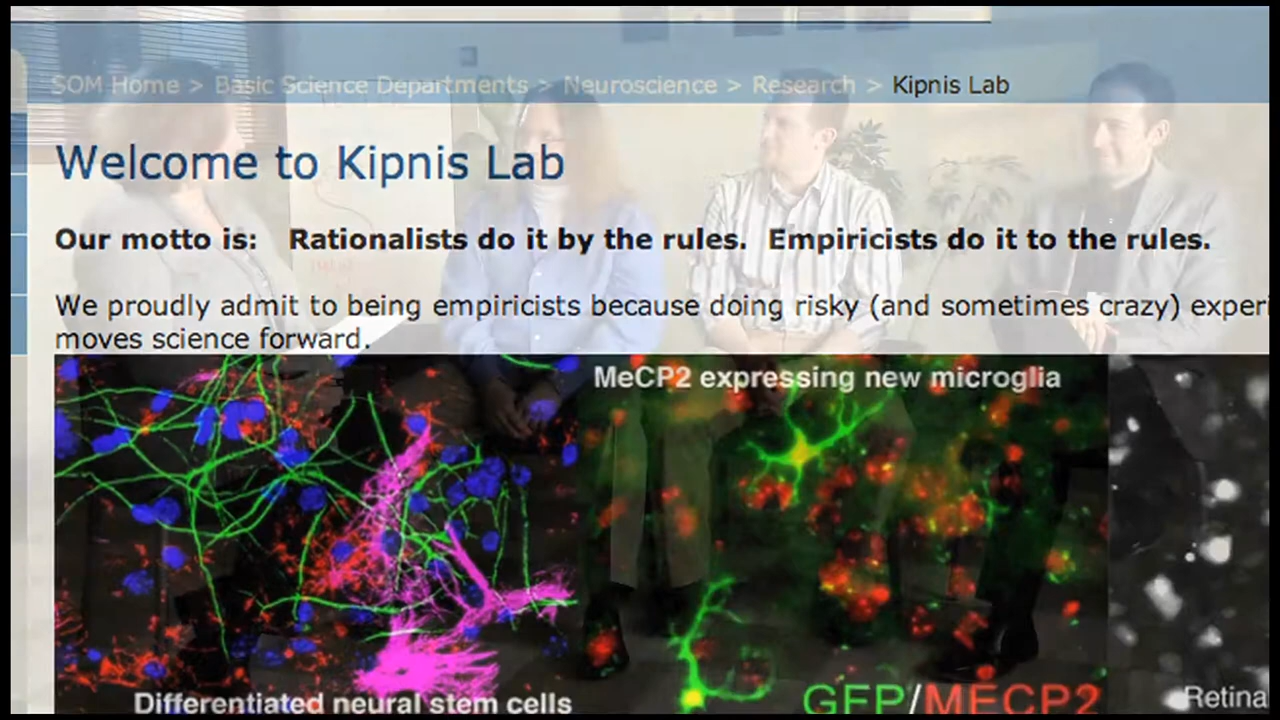 SOM Home > Basic Science Departments > Neuroscience > Research > Kipnis Lab
Welcome to Kipnis Lab
Our motto is: Rationalists do it by the rules. Empiricists do it to the rules.
We proudly admit to being empiricists because doing risky (and sometimes crazy) experi
moves science forward.
MeCP2 expressing new microglia
Differentiated neural stem cells
GFP/MECP2
Retina